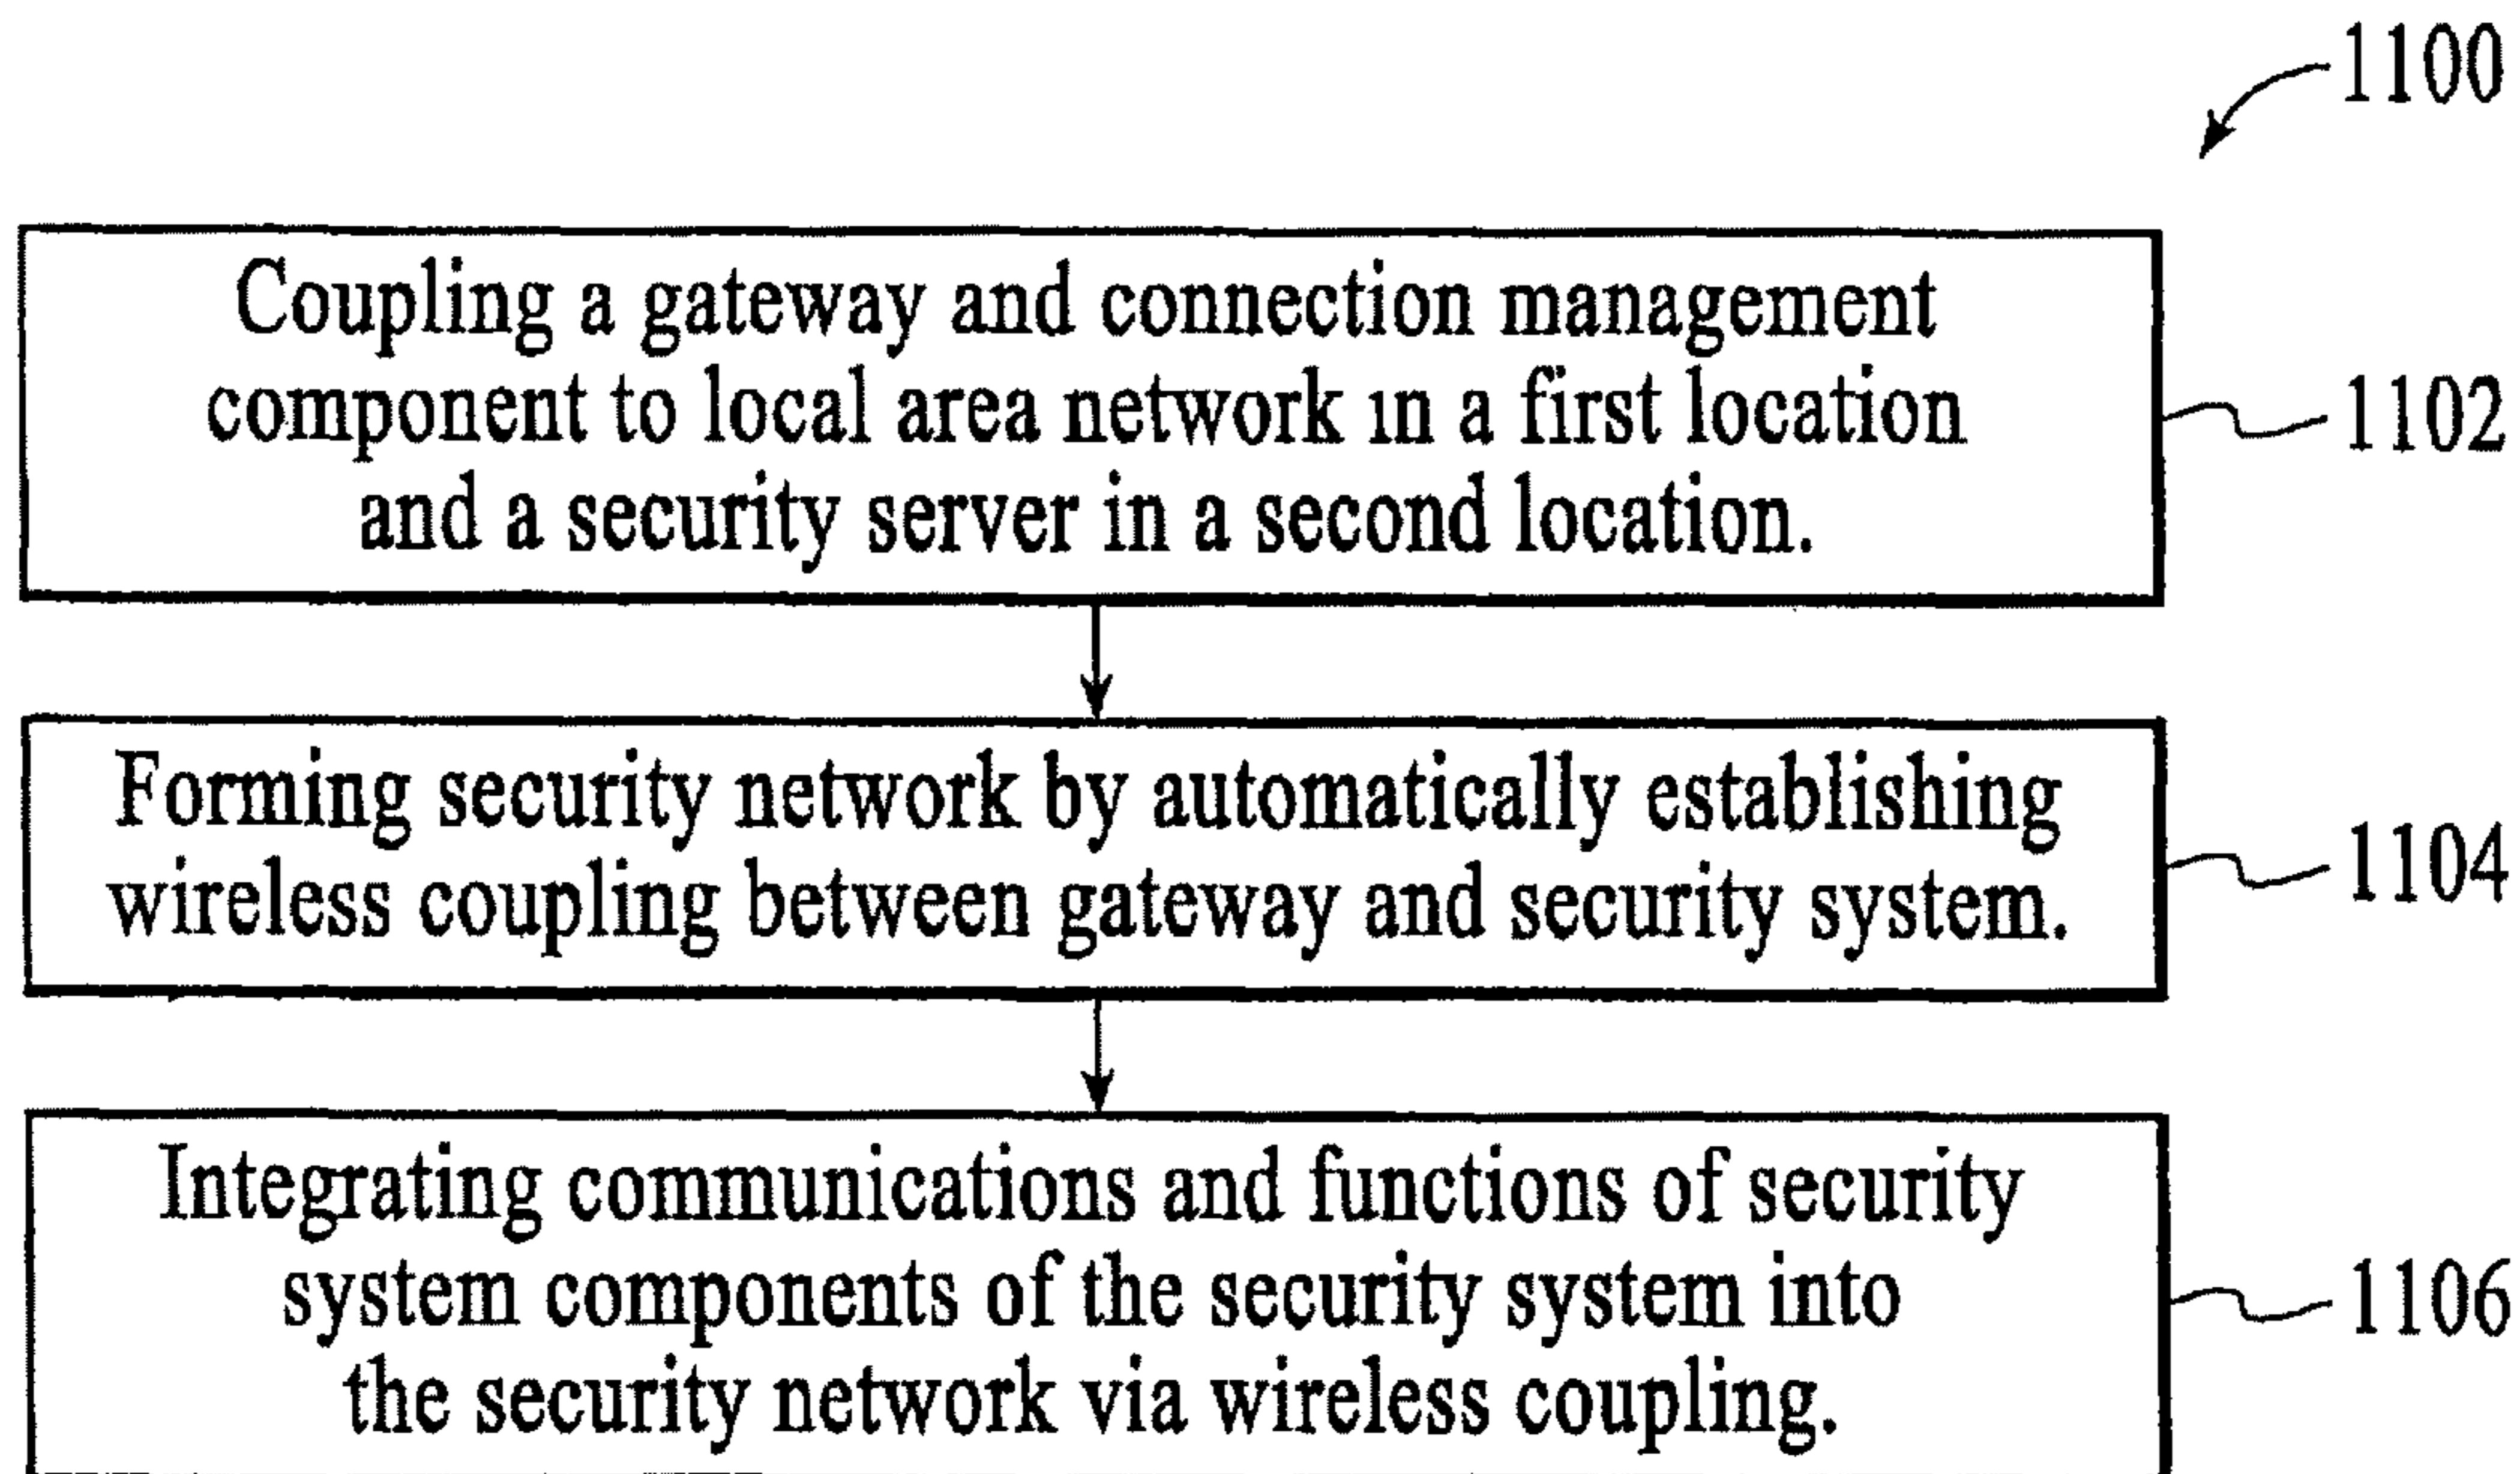 1100
Coupling a gateway and connection management
component to local area network in a first location
and a security server in a second location.
1102
Forming security network by automatically establishing
wireless coupling between gateway and security system.
1104
Integrating communications and functions of security
system components of the security system into
the security network via wireless coupling.
1106